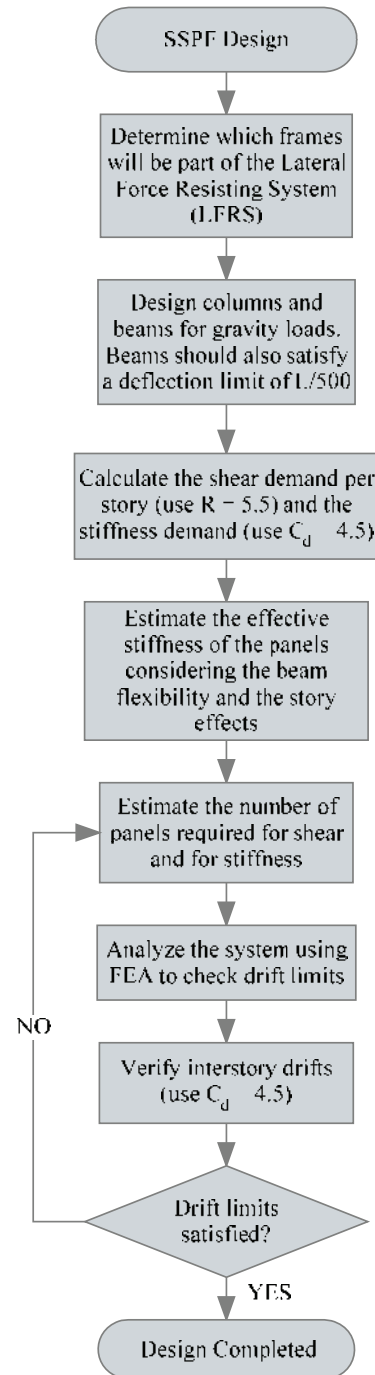 SSPF Design
Determine which frames
will be part of the Lateral
Force Resisting System
(LFRS)
Design columns and
beams for gravity loads.
Beams should also satisfy
a deflection limit of L/500
Calculate the shear demand per
story (use R = 5.5) and the
stiffness demand (use Cd = 4.5)
Estimate the effective
stiffness of the panels
considering the beam
flexibility and the story
effects
Estimate the number of
panels required for shear
and for stiffness
Analyze the system using
FEA to check drift limits
NO
Verify interstory drifts
(use Cd = 4.5)
Drift limits
satisfied?
YES
Design Completed